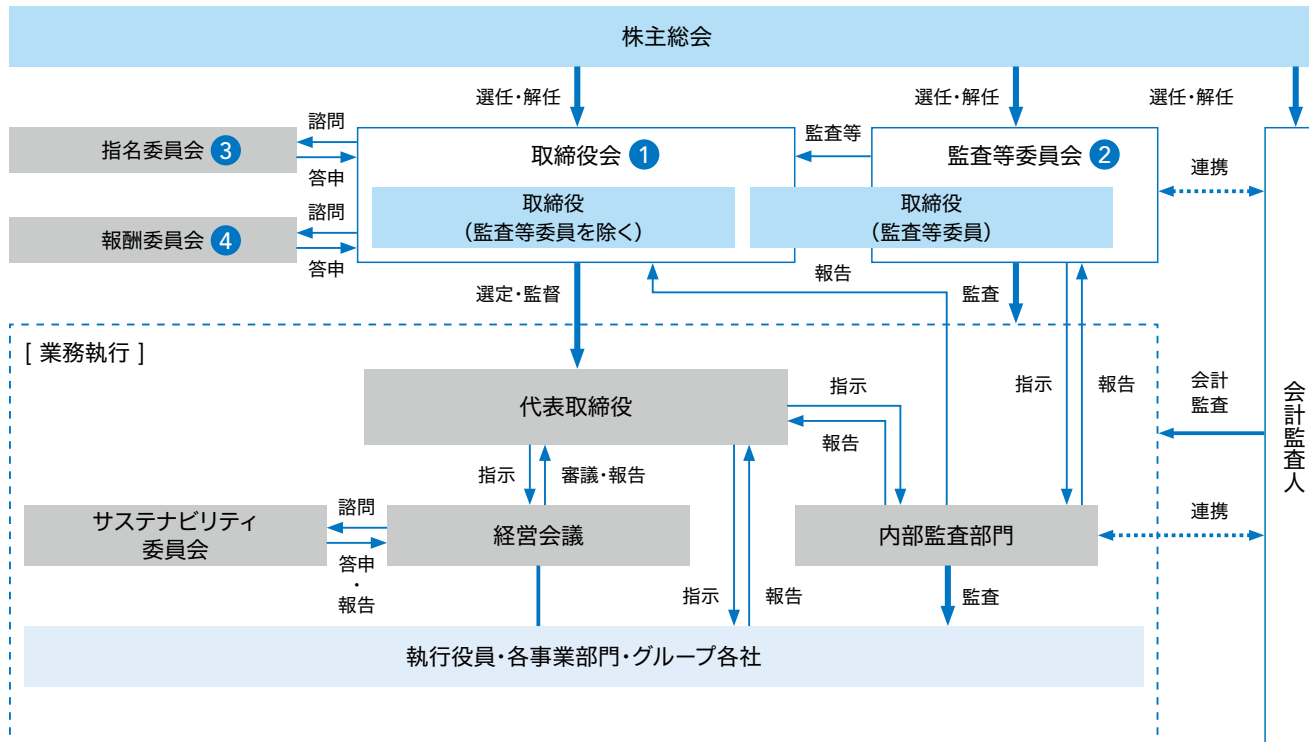 株主総会
選任・解任
選任・解任
選任・解任
諮問
指名委員会 3
答申
取締役会 1
監査等
監査等委員会 2
連携
取締役
(監査等委員を除く)
取締役
(監査等委員)
諮問
報酬委員会 4
答申
選定・監督
報告
監査
[ 業務執行 ]
代表取締役
指示
報告
指示
報告
会計
監査
会計監査人
指示
審議・報告
サステナビリティ
委員会
諮問
答申
・
報告
経営会議
内部監査部門
連携
指示
報告
監査
執行役員・各事業部門・グループ各社